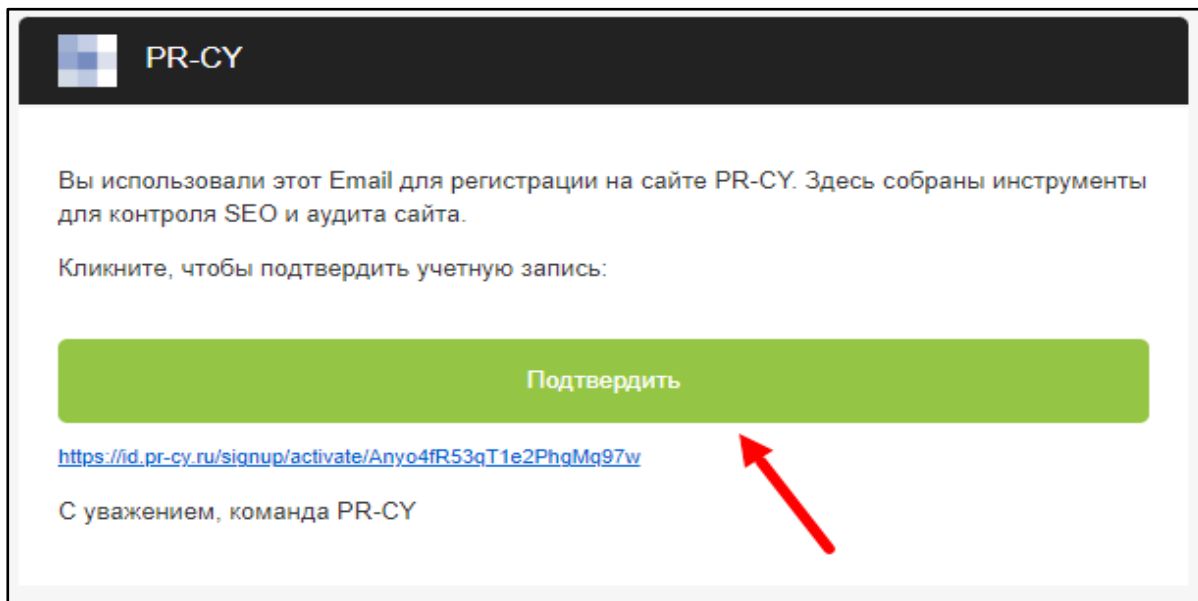 PR-CY
Вы использовали этот Email для регистрации на сайте PR-CY. Здесь собраны инструменты
для контроля SEO и аудита сайта.
Кликните, чтобы подтвердить учетную запись:
Подтвердить
https://id.pr-cy.ru/signup/activate/Anyo4fR53qT1e2PhgMq97w
С уважением, команда PR-CY